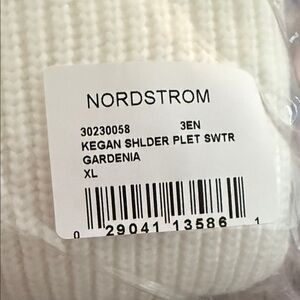 NORDSTROM
30230058 3EN
KEGAN SHLDER PLET SWTR
GARDENIA
XL
0 29041 13586 1